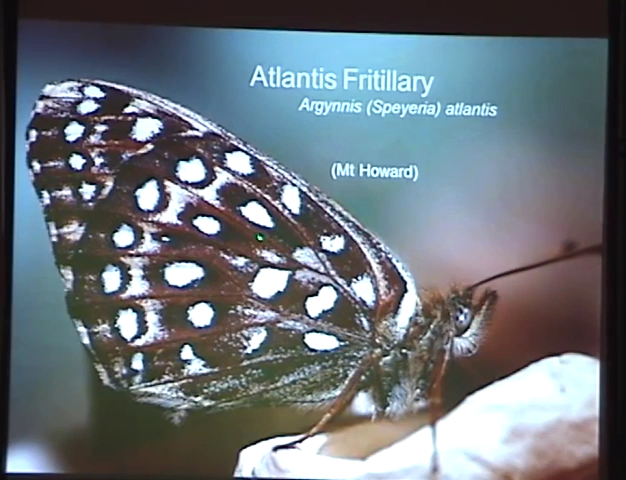 Atlantis Fritillary
Argynnis (Speyeria) atlantis
(Mt Howard)